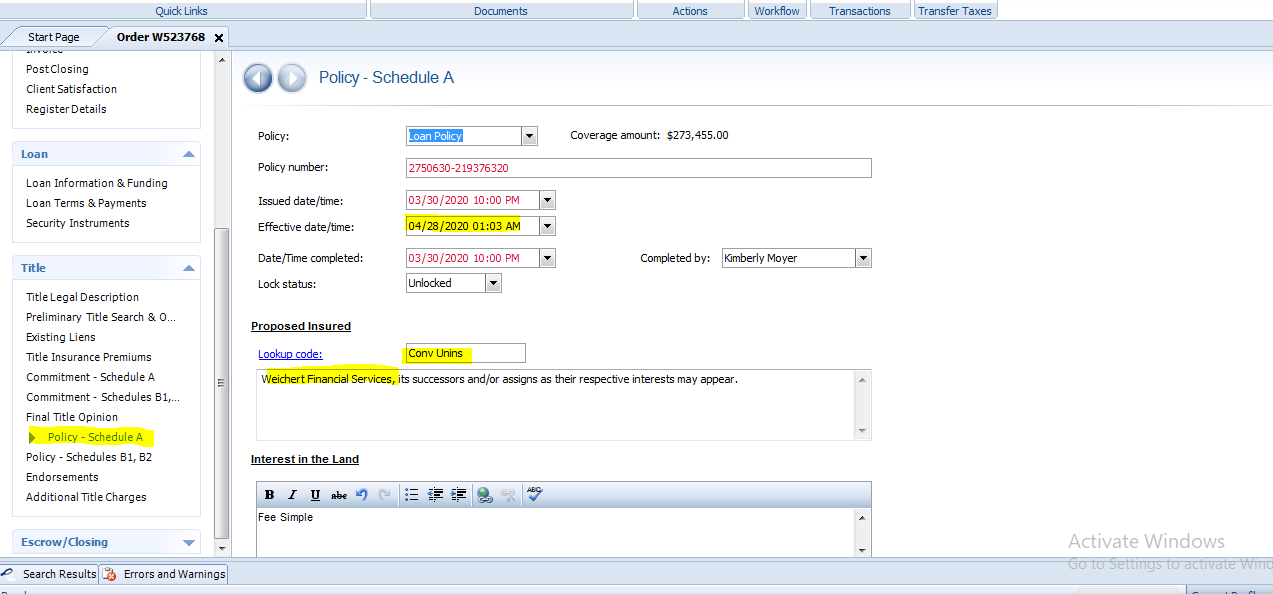 Quick Links Documents Actions Workflow Transactions Transfer Taxes
Start Page Order W523768
Invoice
Post Closing
Client Satisfaction
Register Details
Loan
Loan Information & Funding
Loan Terms & Payments
Security Instruments
Title
Title Legal Description
Preliminary Title Search & O...
Existing Liens
Title Insurance Premiums
Commitment - Schedule A
Commitment - Schedules B1,...
Final Title Opinion
Policy - Schedule A
Policy - Schedules B1, B2
Endorsements
Additional Title Charges
Escrow/Closing
Policy - Schedule A
Policy: Loan Policy Coverage amount: $273,455.00
Policy number: 2750630-219376320
Issued date/time: 03/30/2020 10:00 PM
Effective date/time: 04/28/2020 01:03 AM
Date/Time completed: 03/30/2020 10:00 PM Completed by: Kimberly Moyer
Lock status: Unlocked
Proposed Insured
Lookup code: Conv Unins
Weichert Financial Services, its successors and/or assigns as their respective interests may appear.
Interest in the Land
B I U abc ABC
Fee Simple
Activate Windows
Go to Settings to activate Wind
Search Results Errors and Warnings